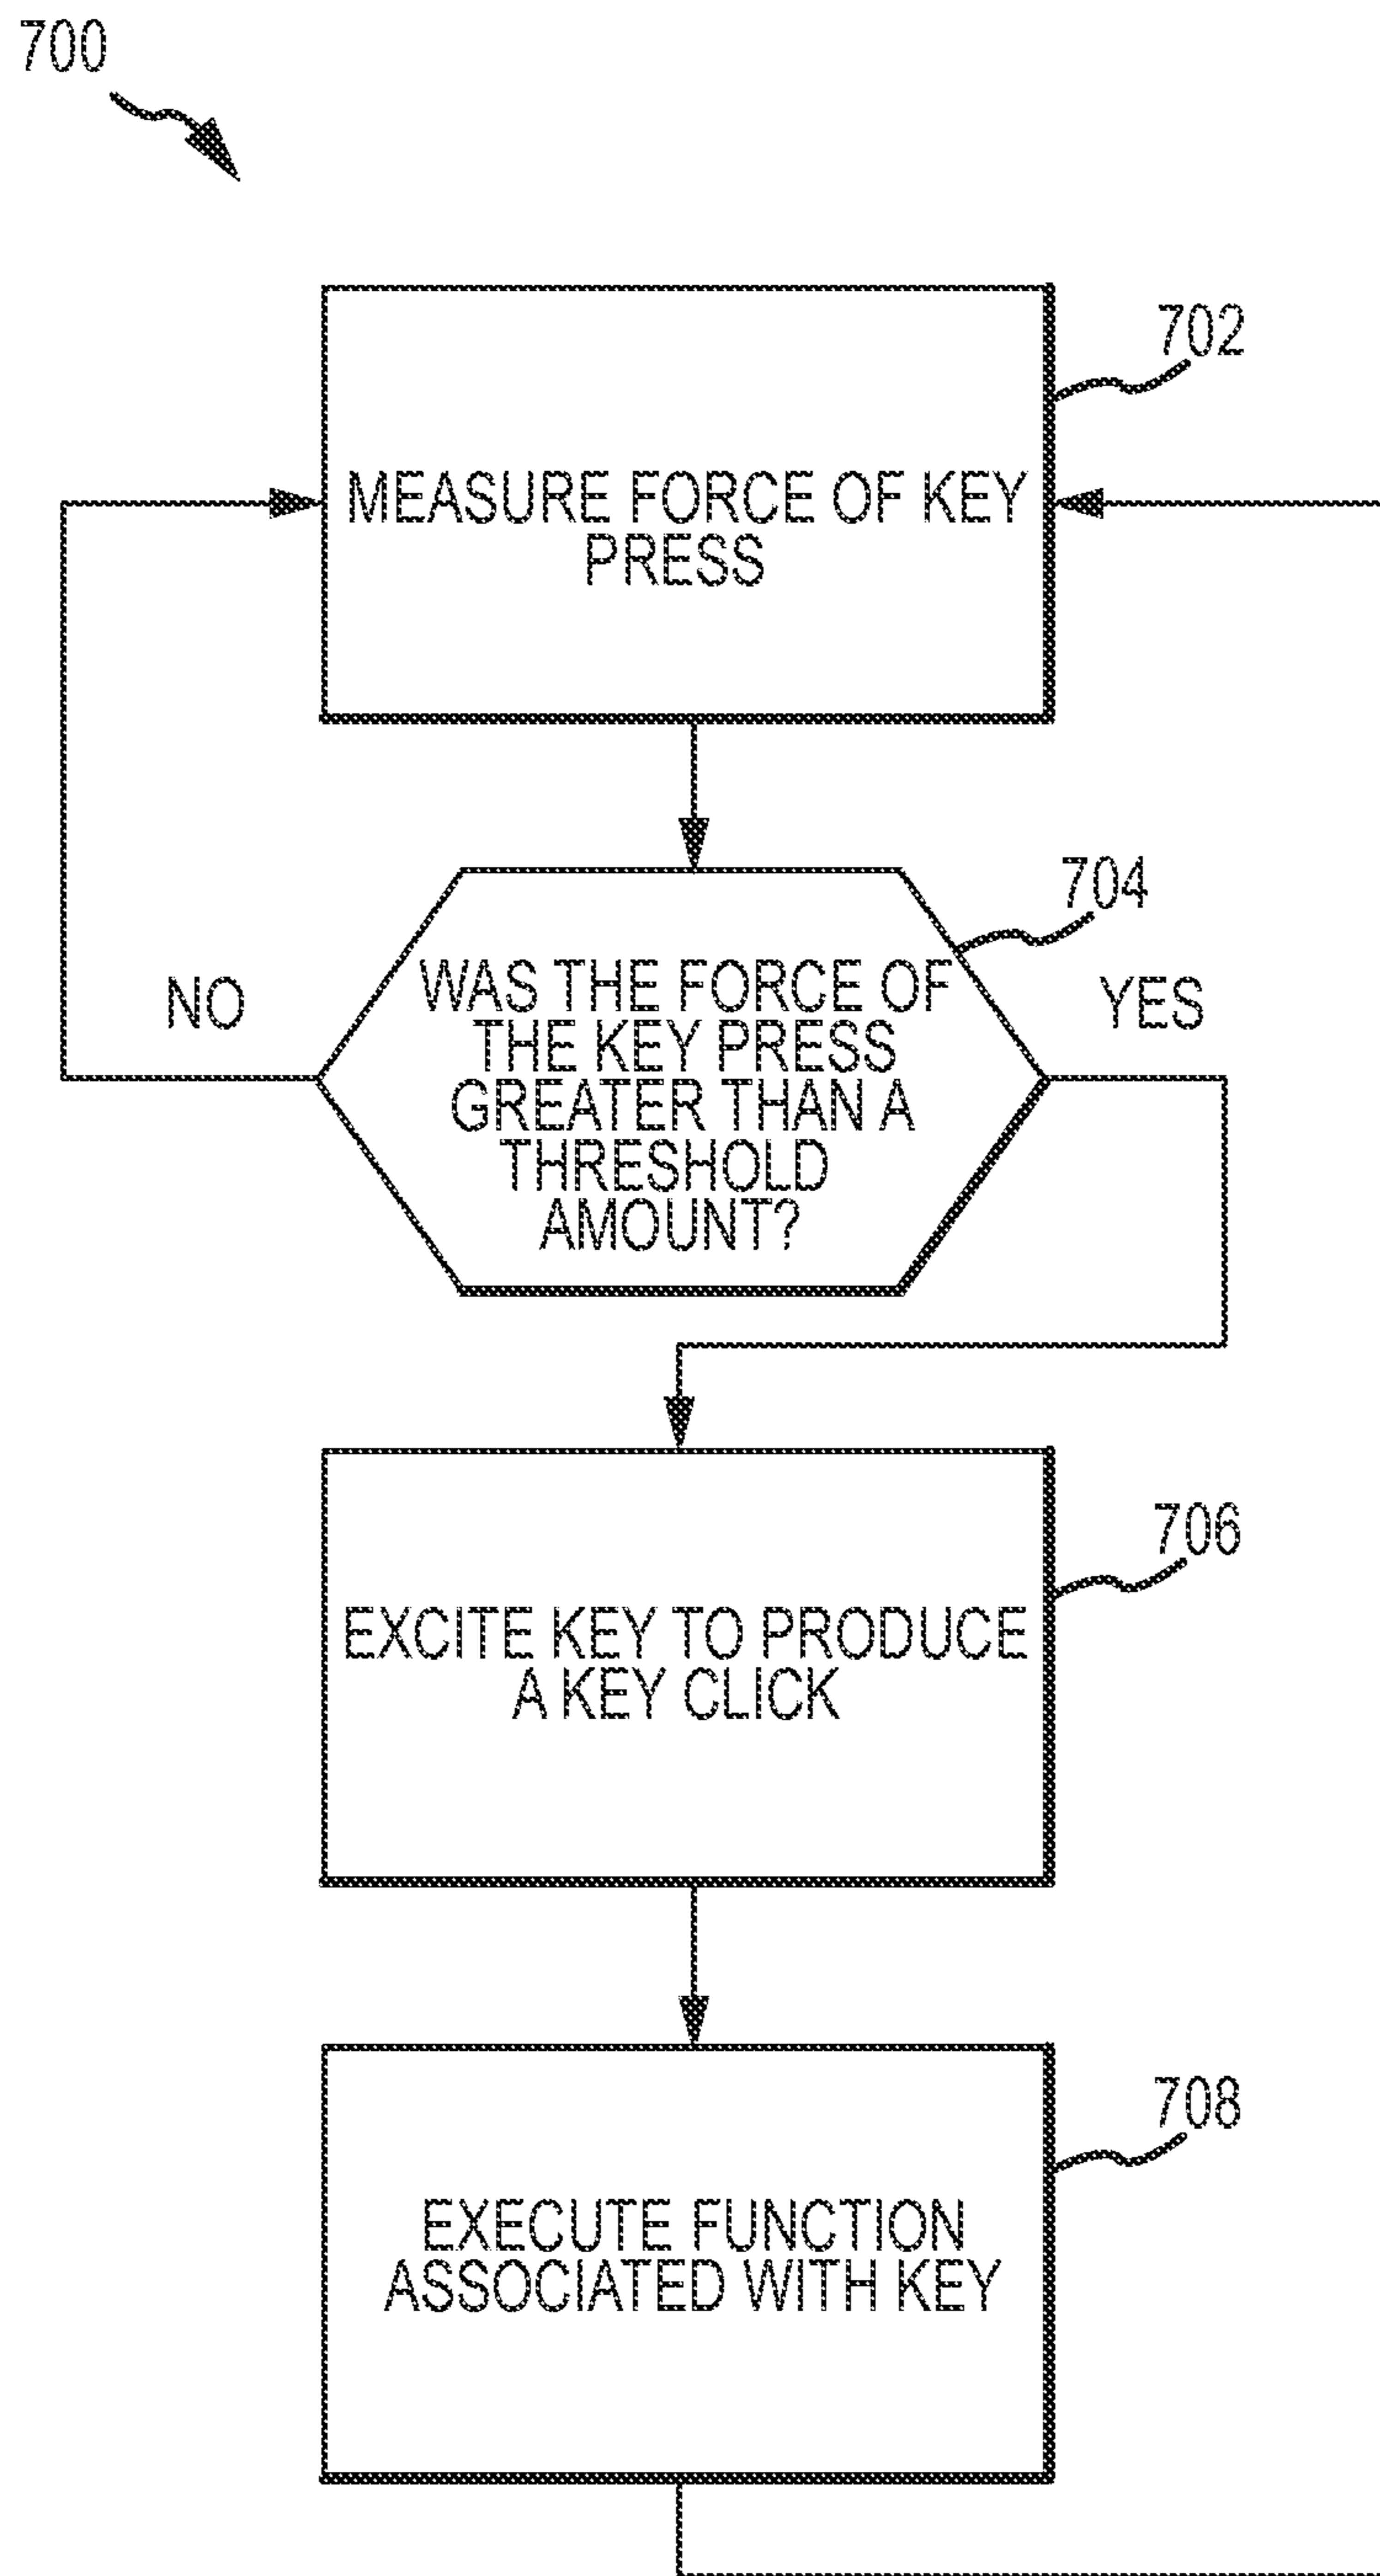 700
702
MEASURE FORCE OF KEY
PRESS
704
NO
YES
WAS THE FORCE OF
THE KEY PRESS
GREATER THAN A
THRESHOLD
AMOUNT?
706
EXCITE KEY TO PRODUCE
A KEY CLICK
708
EXECUTE FUNCTION
ASSOCIATED WITH KEY